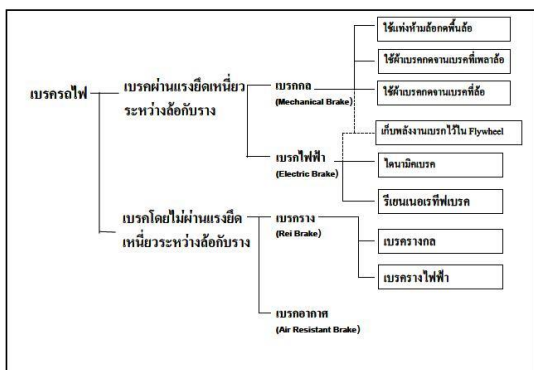 ใช้แท่งห้ามล้อกดพื้นล้อ
ใช้ผ้าเบรคกดจานเบรคที่เพลาล้อ
เบรครถไฟ
เบรคผ่านแรงยึดเหนี่ยว
ระหว่างล้อกับราง
เบรกกล
(Mechanical Brake)
ใช้ผ้าเบรคกดจานเบรคที่ล้อ
เก็บพลังงานเบรกไว้ใน Flywheel
เบรกไฟฟ้า
(Electric Brake)
ไดนามิคเบรค
รีเยนเนอเรทีฟเบรค
เบรคโดยไม่ผ่านแรงยึด
เหนี่ยวระหว่างล้อกับราง
เบรกราง
(Rei Brake)
เบรครางกล
เบรครางไฟฟ้า
เบรกอากาศ
(Air Resistant Brake)